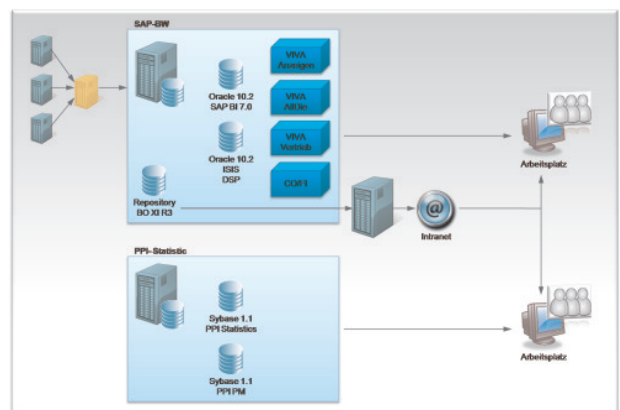 SAP-BW
Oracle 10.2
SAP BI 7.0
VIVA
Anzeigen
VIVA
Oracle 10.2
ISIS
DSP
VIVA
Vertrieb
CO/FI
Repository
BO XI R3
Intranet
Arbeitsplatz
PPI-Statistic
Sybase 1.1
PPI Statistics
Sybase 1.1
PPI PM
Arbeitsplatz